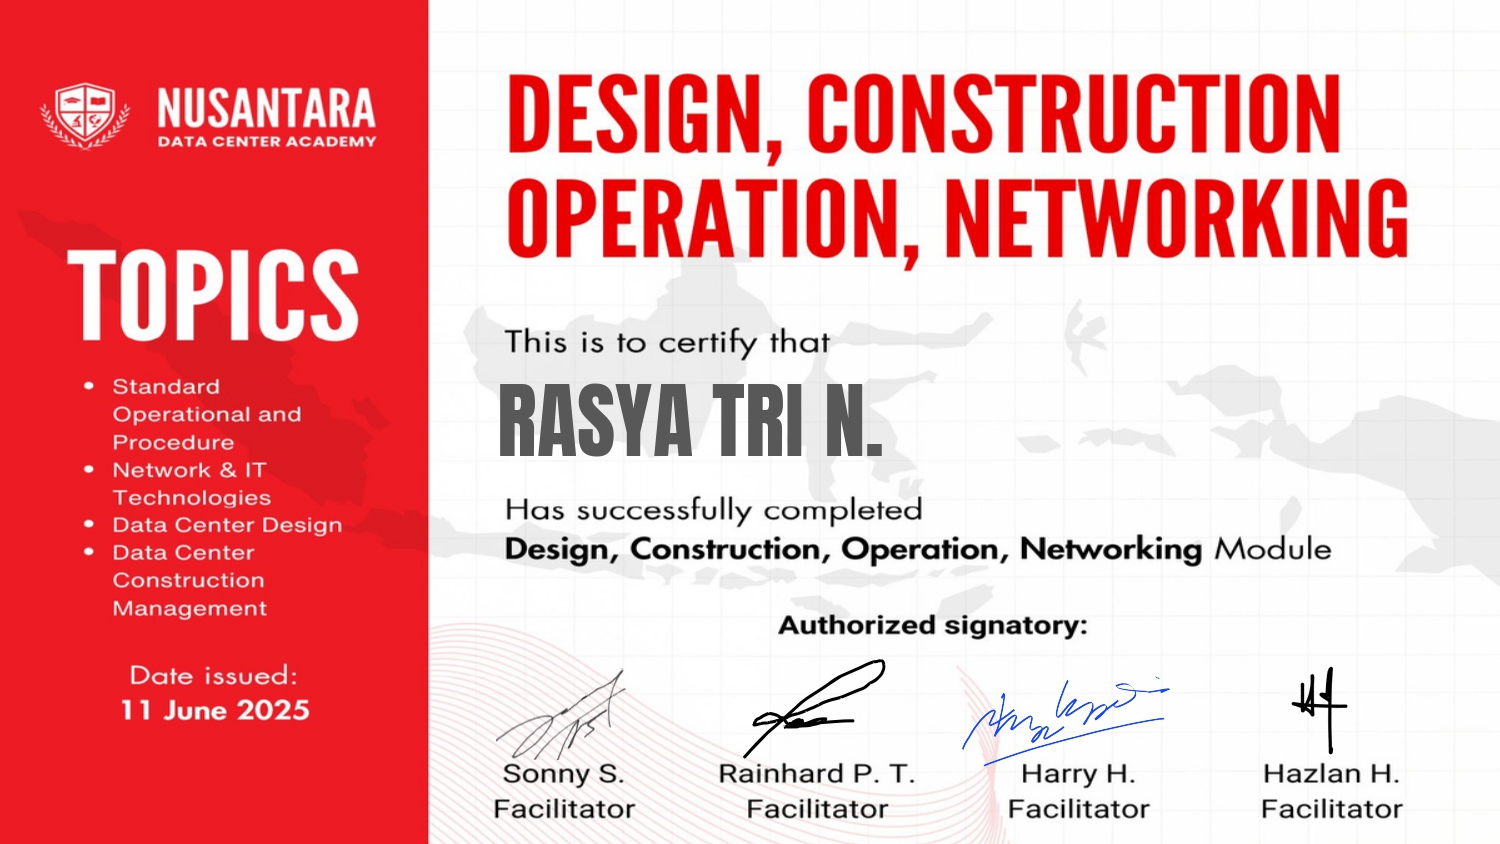 NUSANTARA
DATA CENTER ACADEMY
TOPICS
• Standard
Operational and
Procedure
• Network & IT
Technologies
• Data Center Design
• Data Center
Construction
Management
Date issued:
11 June 2025
DESIGN, CONSTRUCTION
OPERATION, NETWORKING
This is to certify that
RASYA TRI N.
Has successfully completed
Design, Construction, Operation, Networking Module
Authorized signatory:
Sonny S.
Facilitator
Rainhard P. T.
Facilitator
Harry H.
Facilitator
Hazlan H.
Facilitator